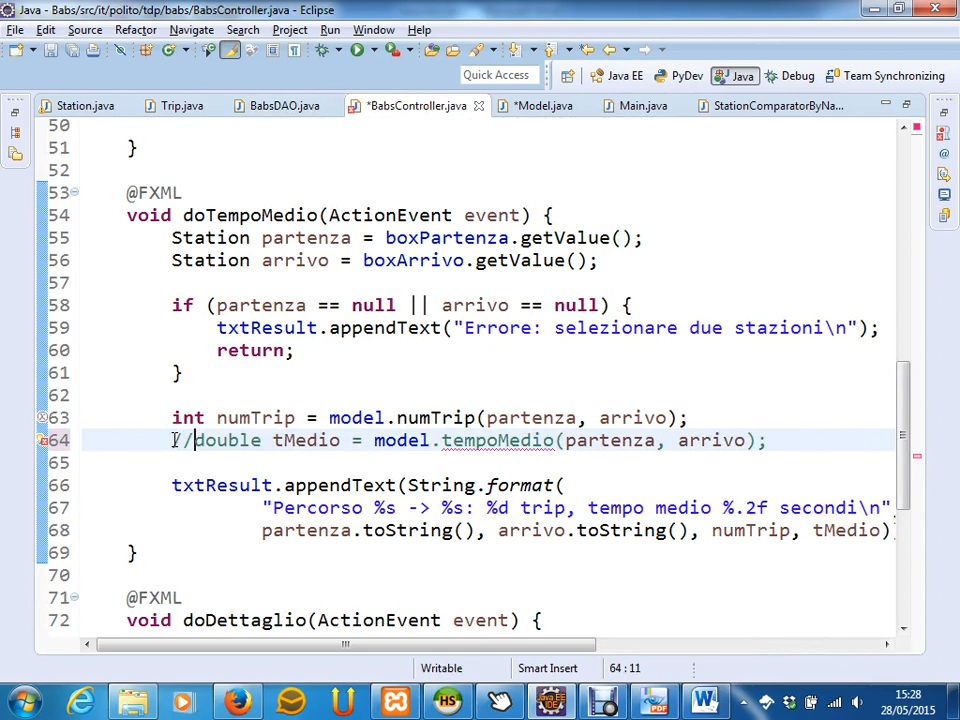 Java - Babs/src/it/polito/tdp/babs/BabsController.java - Eclipse
File Edit Source Refactor Navigate Search Project Run Window Help
Quick Access Java EE PyDev Java Debug Team Synchronizing
Station.java Trip.java BabsDAO.java *BabsController.java *Model.java Main.java StationComparatorByNa...
50
51 }
52
53 @FXML
54 void doTempoMedio(ActionEvent event) {
55 Station partenza = boxPartenza.getValue();
56 Station arrivo = boxArrivo.getValue();
57
58 if (partenza == null || arrivo == null) {
59 txtResult.appendText("Errore: selezionare due stazioni\n");
60 return;
61 }
62
63 int numTrip = model.numTrip(partenza, arrivo);
64 //double tMedio = model.tempoMedio(partenza, arrivo);
65
66 txtResult.appendText(String.format(
67 "Percorso %s -> %s: %d trip, tempo medio %.2f secondi\n"
68 partenza.toString(), arrivo.toString(), numTrip, tMedio)
69 }
70
71 @FXML
72 void doDettaglio(ActionEvent event) {
Writable Smart Insert 64 : 11
15:28
28/05/2015